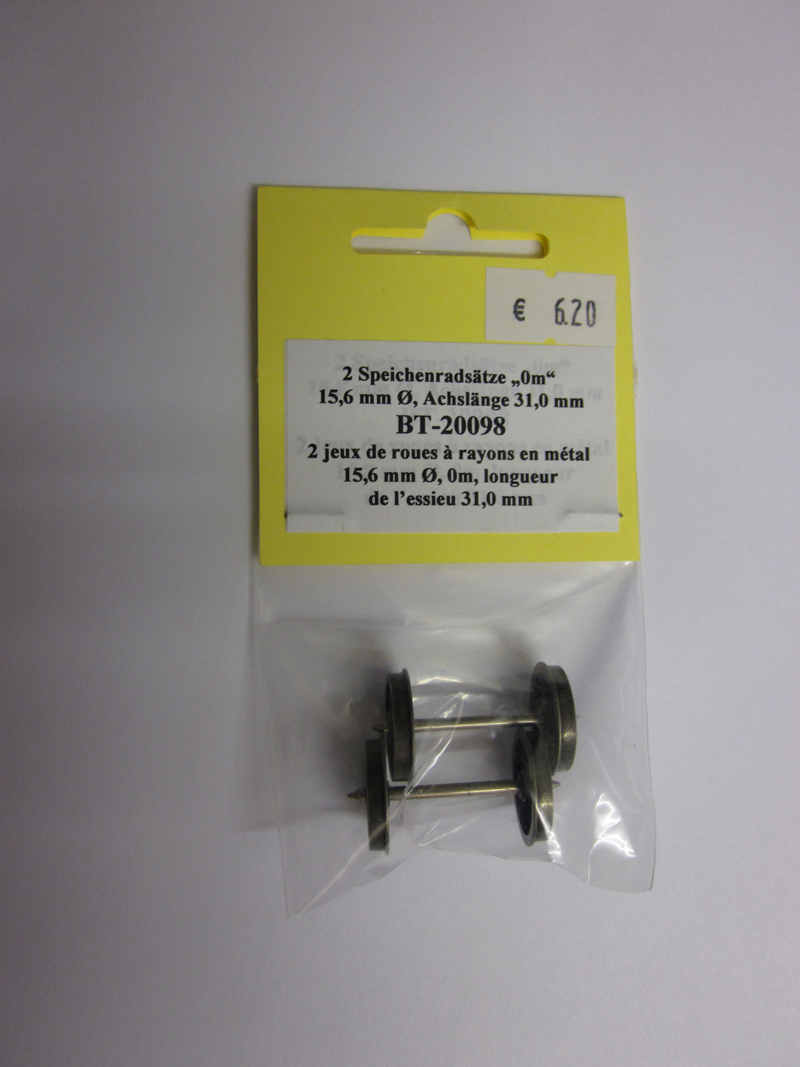 € 6.20
2 Speichenradsätze „0m“
15,6 mm Ø, Achslänge 31,0 mm
BT-20098
2 jeux de roues à rayons en métal
15,6 mm Ø, 0m, longueur
de l’essieu 31,0 mm